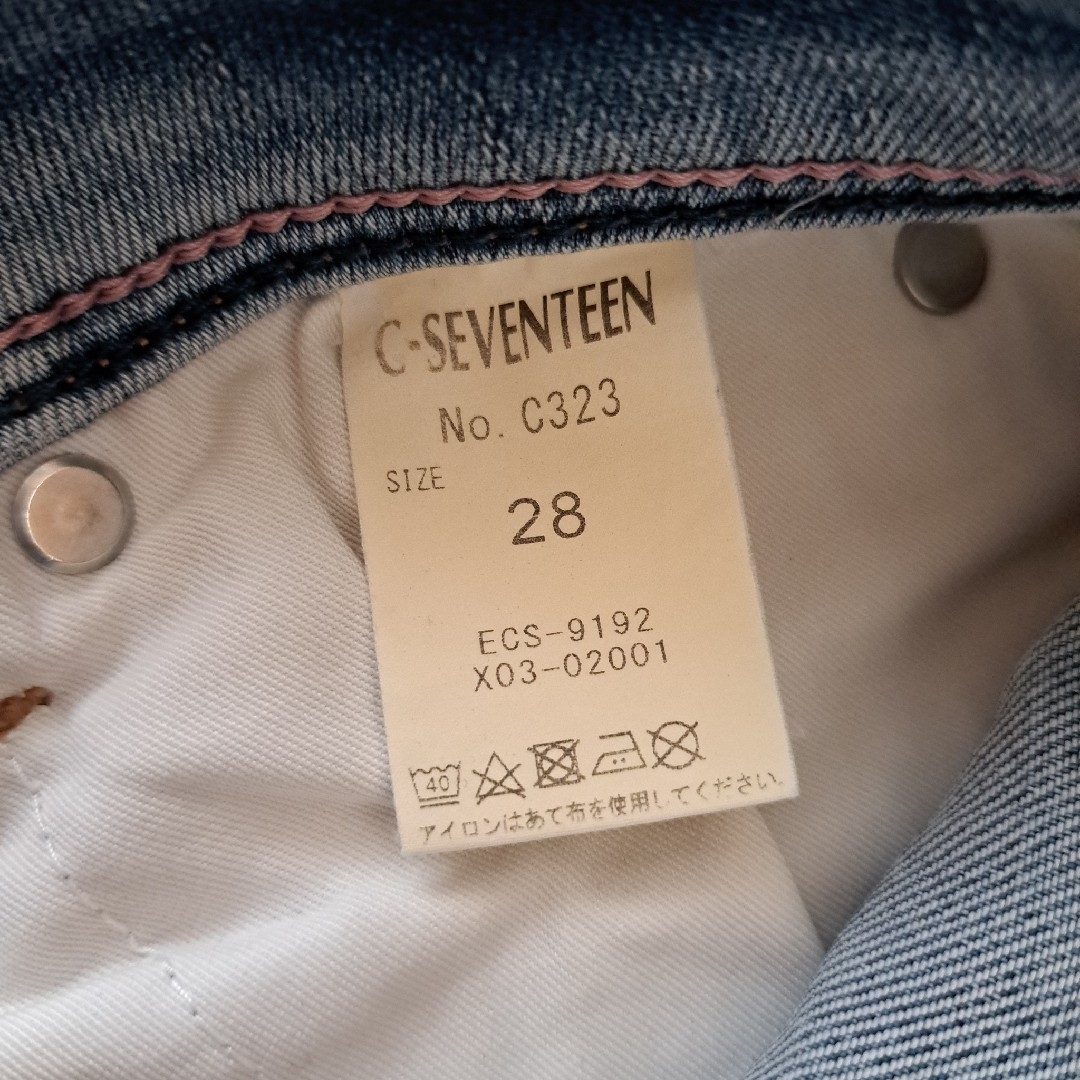 C-SEVENTEEN
No. C323
SIZE
28
ECS-9192
X03-02001
40
アイロンはあて布を使用してください。